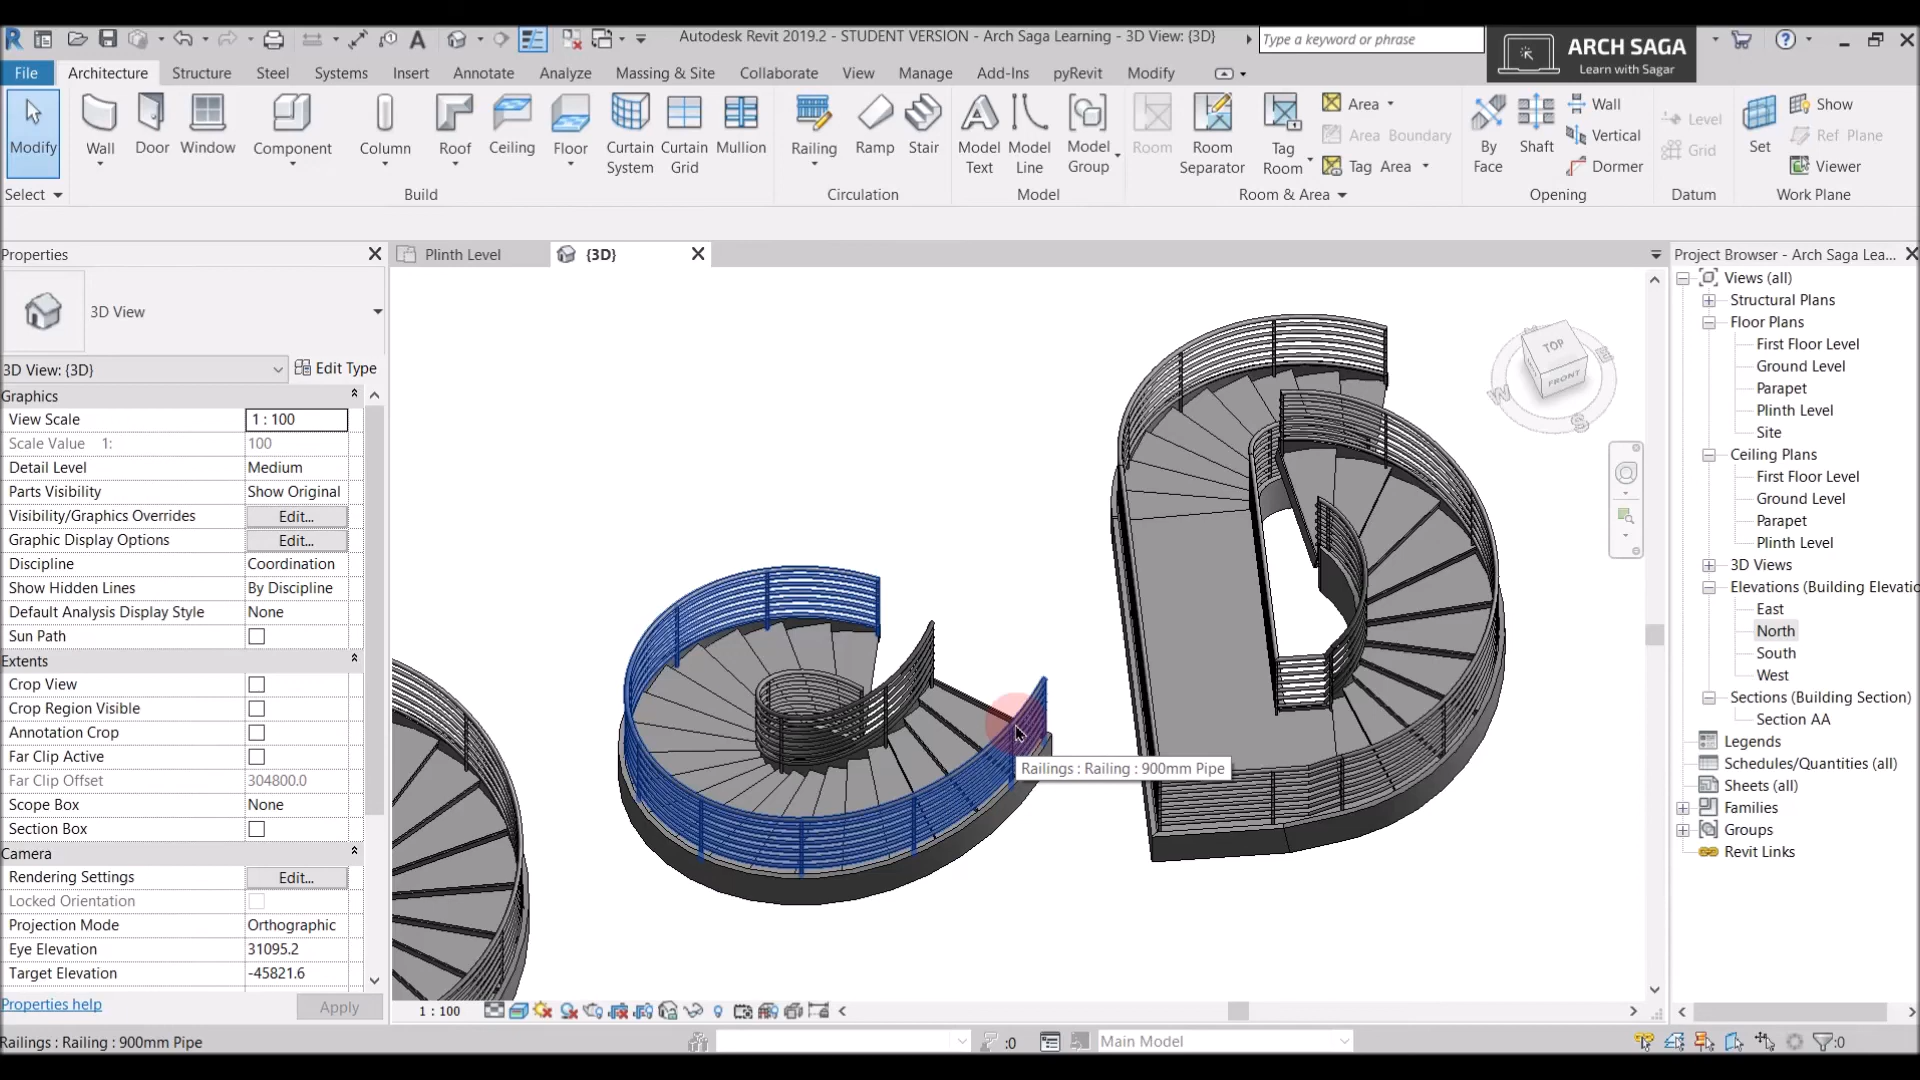 Autodesk Revit 2019.2 - STUDENT VERSION - Arch Saga Learning - 3D View: {3D}
Type a keyword or phrase
ARCH SAGA
Learn with Sagar
File Architecture Structure Steel Systems Insert Annotate Analyze Massing & Site Collaborate View Manage Add-Ins pyRevit Modify
Modify
Wall
Door
Window
Component
Column
Roof
Ceiling
Floor
Curtain System
Curtain Grid
Mullion
Railing
Ramp
Stair
Model Text
Model Line
Model Group
Room
Room Separator
Tag Room
Area
Area Boundary
Tag Area
By Face
Shaft
Wall
Vertical
Dormer
Level
Grid
Set
Show
Ref Plane
Viewer
Select Build Circulation Model Room & Area Opening Datum Work Plane
Properties
Plinth Level
{3D}
Project Browser - Arch Saga Lea...
3D View
3D View: {3D}
Edit Type
Graphics
View Scale 1 : 100
Scale Value 1: 100
Detail Level Medium
Parts Visibility Show Original
Visibility/Graphics Overrides Edit...
Graphic Display Options Edit...
Discipline Coordination
Show Hidden Lines By Discipline
Default Analysis Display Style None
Sun Path
Extents
Crop View
Crop Region Visible
Annotation Crop
Far Clip Active
Far Clip Offset 304800.0
Scope Box None
Section Box
Camera
Rendering Settings Edit...
Locked Orientation
Projection Mode Orthographic
Eye Elevation 31095.2
Target Elevation -45821.6
Properties help
Apply
TOP
FRONT
W
S
E
Railings : Railing : 900mm Pipe
Views (all)
Structural Plans
Floor Plans
First Floor Level
Ground Level
Parapet
Plinth Level
Site
Ceiling Plans
First Floor Level
Ground Level
Parapet
Plinth Level
3D Views
Elevations (Building Elevatio
East
North
South
West
Sections (Building Section)
Section AA
Legends
Schedules/Quantities (all)
Sheets (all)
Families
Groups
Revit Links
1 : 100
Railings : Railing : 900mm Pipe
:0
Main Model
:0